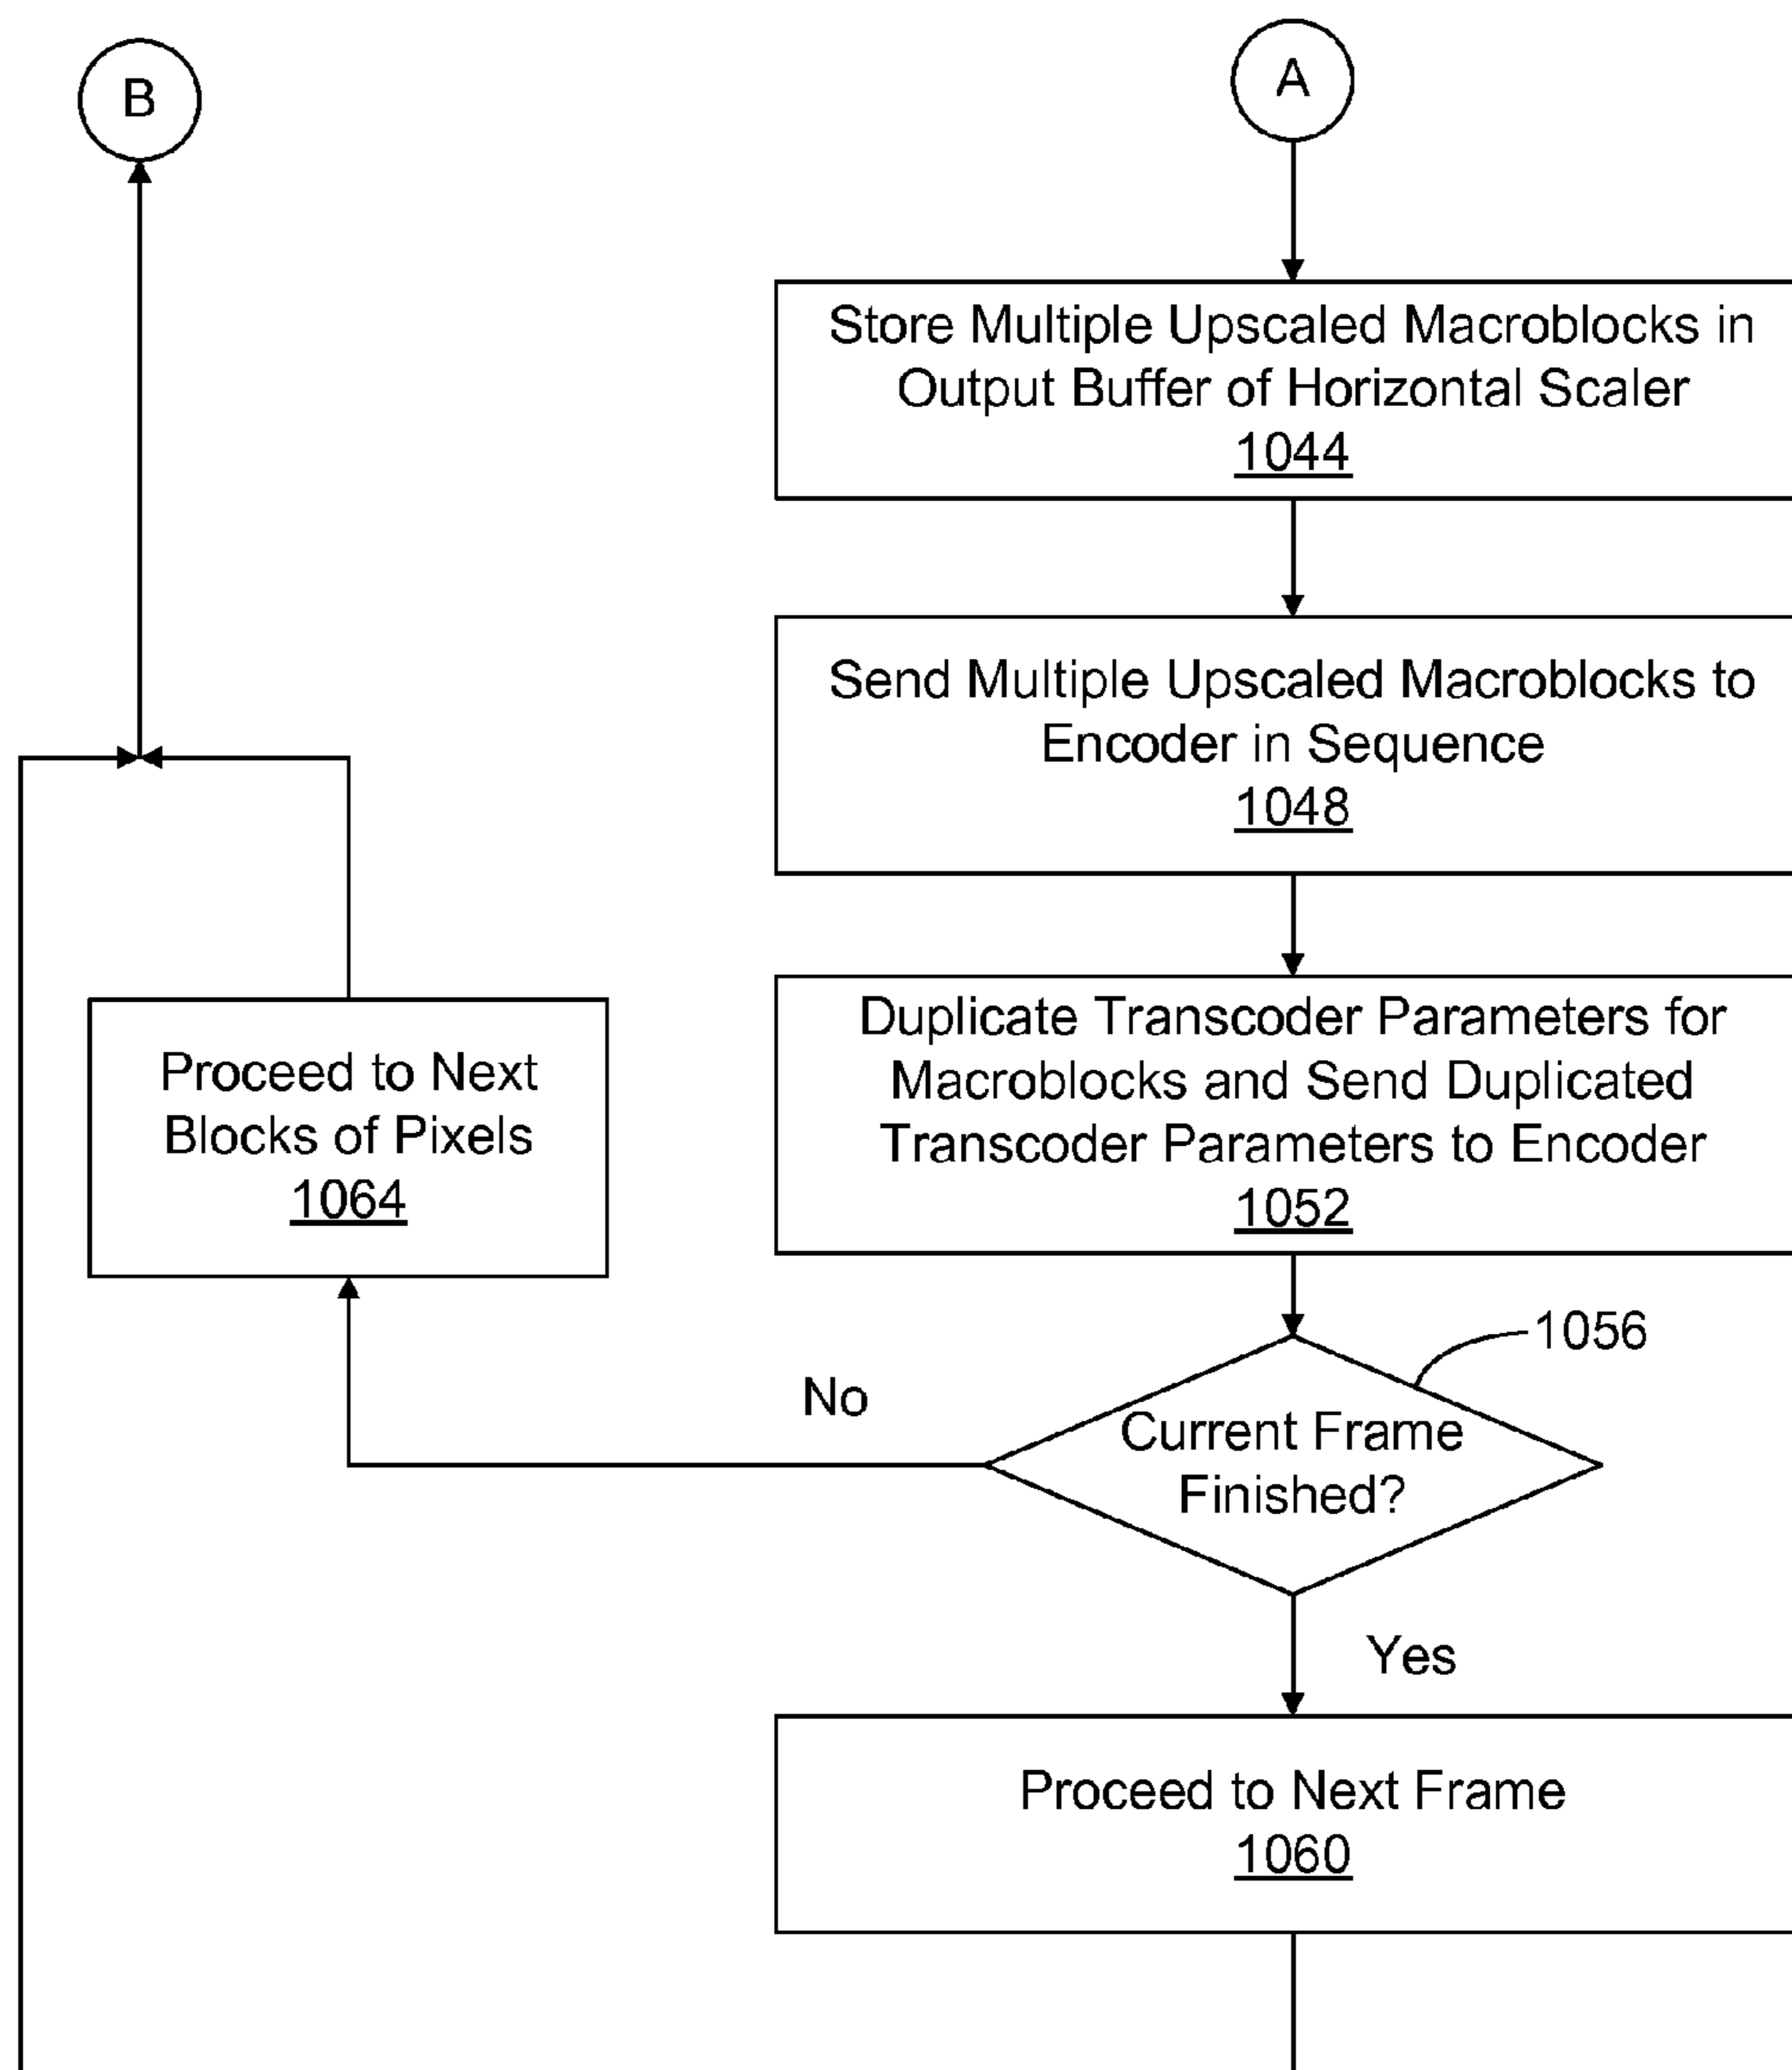 B
A
Store Multiple Upscaled Macroblocks in
Output Buffer of Horizontal Scaler
1044
Send Multiple Upscaled Macroblocks to
Encoder in Sequence
1048
Duplicate Transcoder Parameters for
Macroblocks and Send Duplicated
Transcoder Parameters to Encoder
1052
Proceed to Next
Blocks of Pixels
1064
1056
No
Current Frame
Finished?
Yes
Proceed to Next Frame
1060